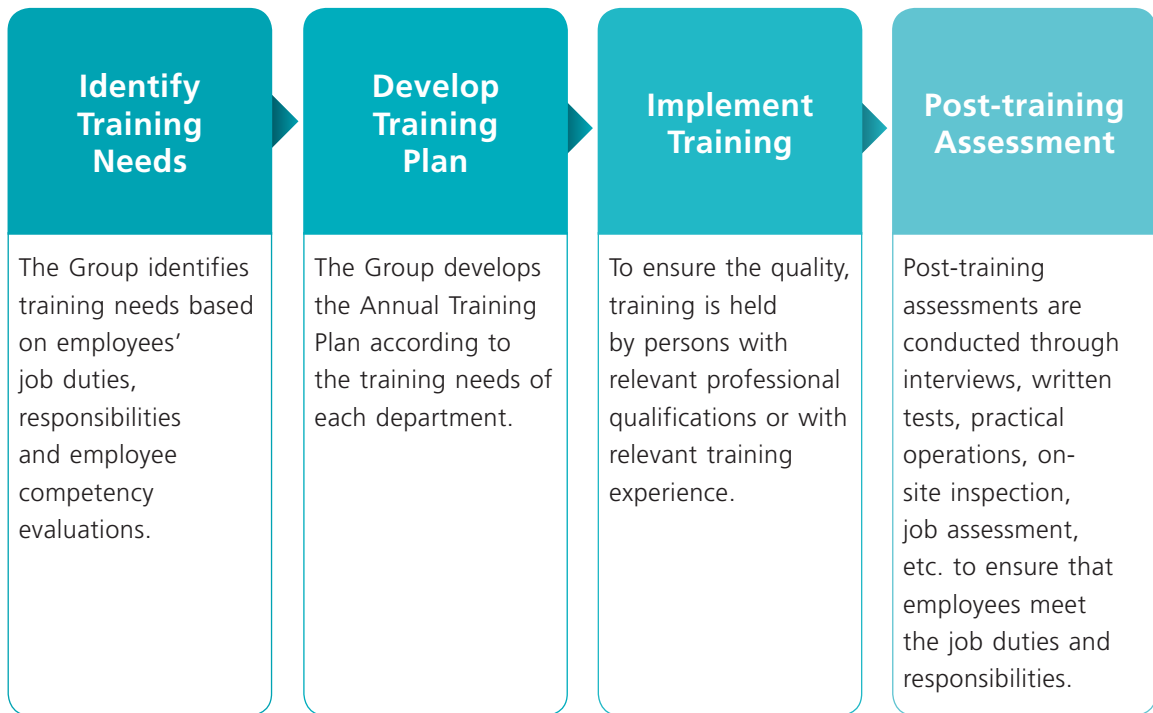 Identify
Training
Needs
The Group identifies
training needs based
on employees’
job duties,
responsibilities
and employee
competency
evaluations.
Develop
Training
Plan
The Group develops
the Annual Training
Plan according to
the training needs of
each department.
Implement
Training
To ensure the quality,
training is held
by persons with
relevant professional
qualifications or with
relevant training
experience.
Post-training
Assessment
Post-training
assessments are
conducted through
interviews, written
tests, practical
operations, on-
site inspection,
job assessment,
etc. to ensure that
employees meet
the job duties and
responsibilities.